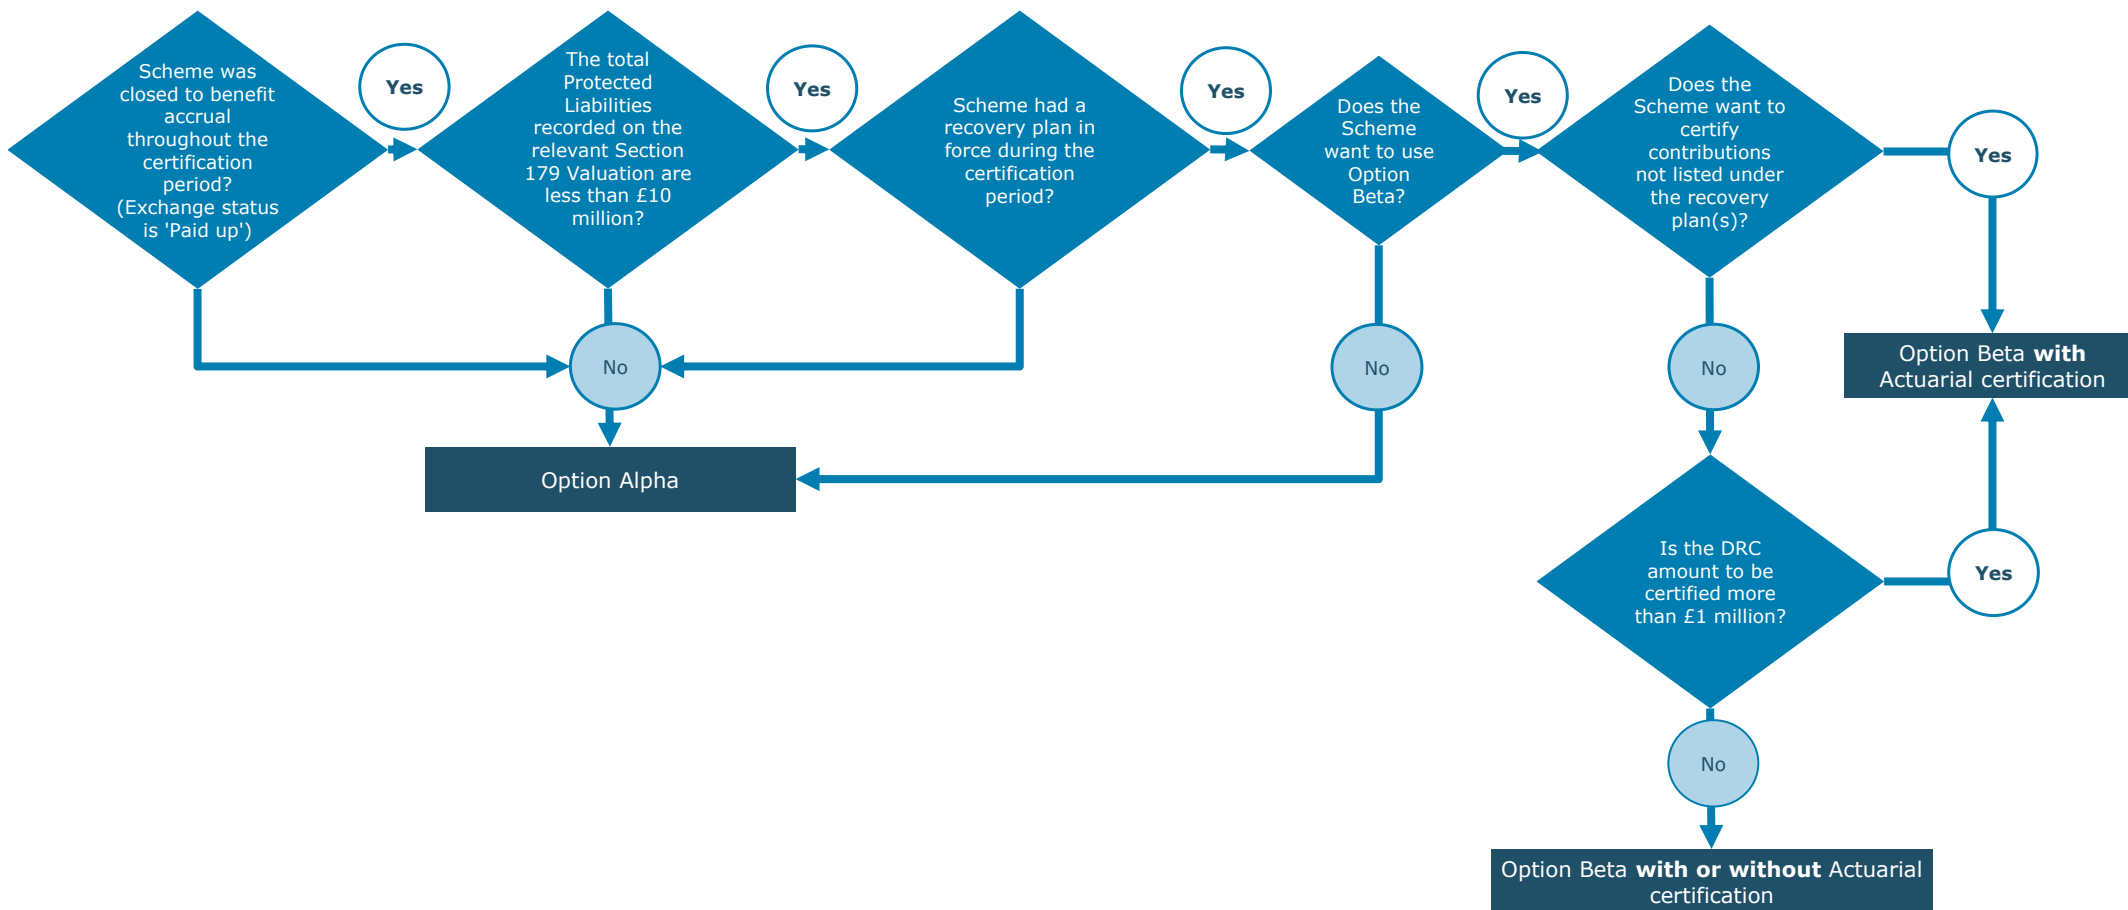 Scheme was
closed to benefit
accrual
throughout the
certification
period?
(Exchange status
is 'Paid up')
Yes
The total
Protected
Liabilities
recorded on the
relevant Section
179 Valuation are
less than £10
million?
Yes
Scheme had a
recovery plan in
force during the
certification
period?
Yes
Does the
Scheme
want to use
Option
Beta?
Yes
Does the
Scheme want to
certify
contributions
not listed under
the recovery
plan(s)?
Yes
No
No
No
Option Beta with
Actuarial certification
Option Alpha
Is the DRC
amount to be
certified more
than £1 million?
Yes
No
Option Beta with or without Actuarial
certification